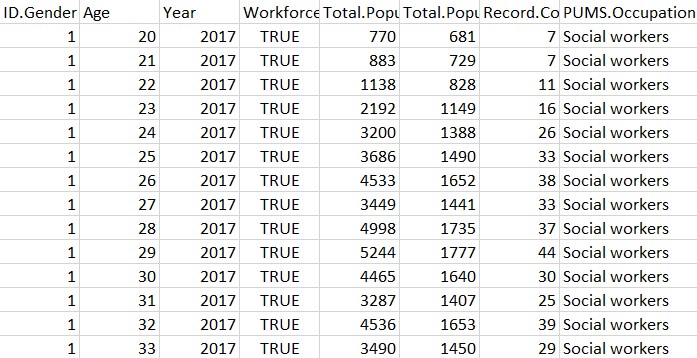 ID.Gender Age Year Workforce Total.Popu Total.Popu Record.Co PUMS.Occupation
1 20 2017 TRUE 770 681 7 Social workers
1 21 2017 TRUE 883 729 7 Social workers
1 22 2017 TRUE 1138 828 11 Social workers
1 23 2017 TRUE 2192 1149 16 Social workers
1 24 2017 TRUE 3200 1388 26 Social workers
1 25 2017 TRUE 3686 1490 33 Social workers
1 26 2017 TRUE 4533 1652 38 Social workers
1 27 2017 TRUE 3449 1441 33 Social workers
1 28 2017 TRUE 4998 1735 37 Social workers
1 29 2017 TRUE 5244 1777 44 Social workers
1 30 2017 TRUE 4465 1640 30 Social workers
1 31 2017 TRUE 3287 1407 25 Social workers
1 32 2017 TRUE 4536 1653 39 Social workers
1 33 2017 TRUE 3490 1450 29 Social workers